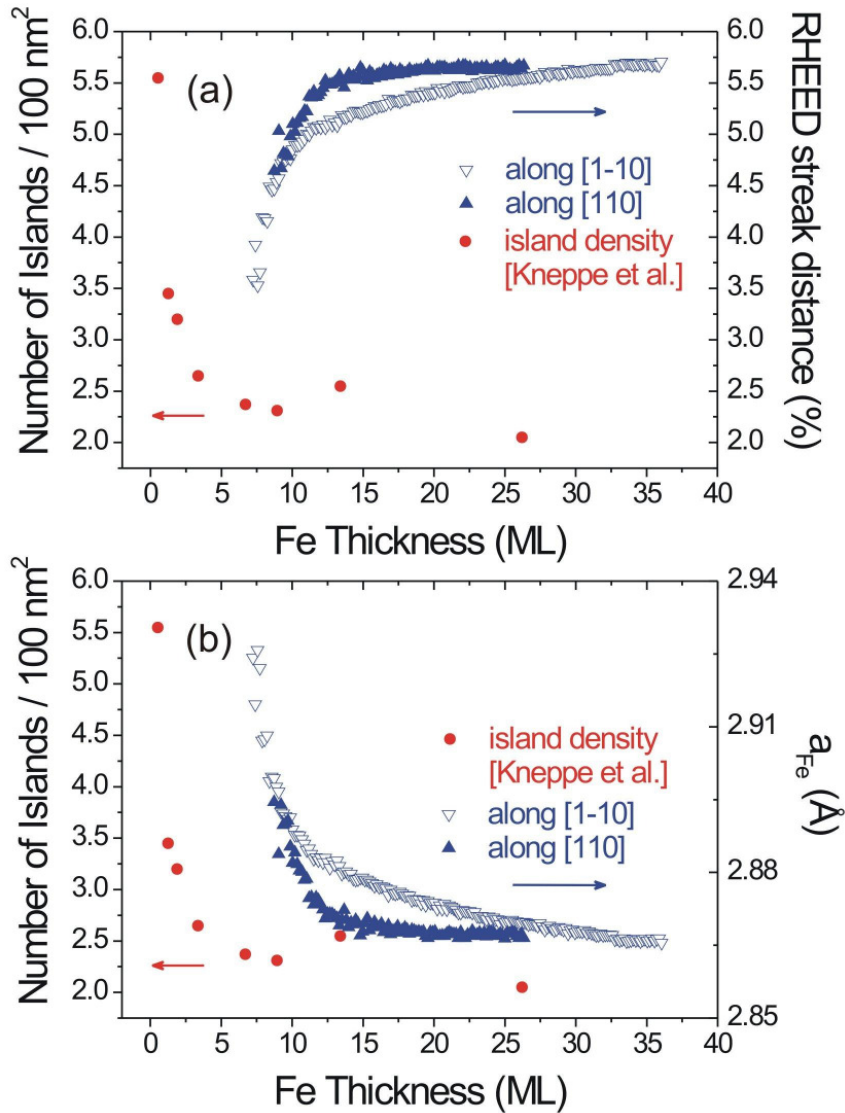 0 5 10 15 20 25 30 35 40
2.0
2.5
3.0
3.5
4.0
4.5
5.0
5.5
6.0
Number of Islands / 100 nm²
(a)
along [1-10]
along [110]
island density
[Kneppe et al.]
2.0
2.5
3.0
3.5
4.0
4.5
5.0
5.5
6.0
RHEED streak distance (%)
Fe Thickness (ML)
6.0
5.5
5.0
4.5
4.0
3.5
3.0
2.5
2.0
Number of Islands / 100 nm²
(b)
island density
[Kneppe et al.]
along [1-10]
along [110]
2.94
2.91
2.88
2.85
a_Fe (Å)
0 5 10 15 20 25 30 35 40
Fe Thickness (ML)